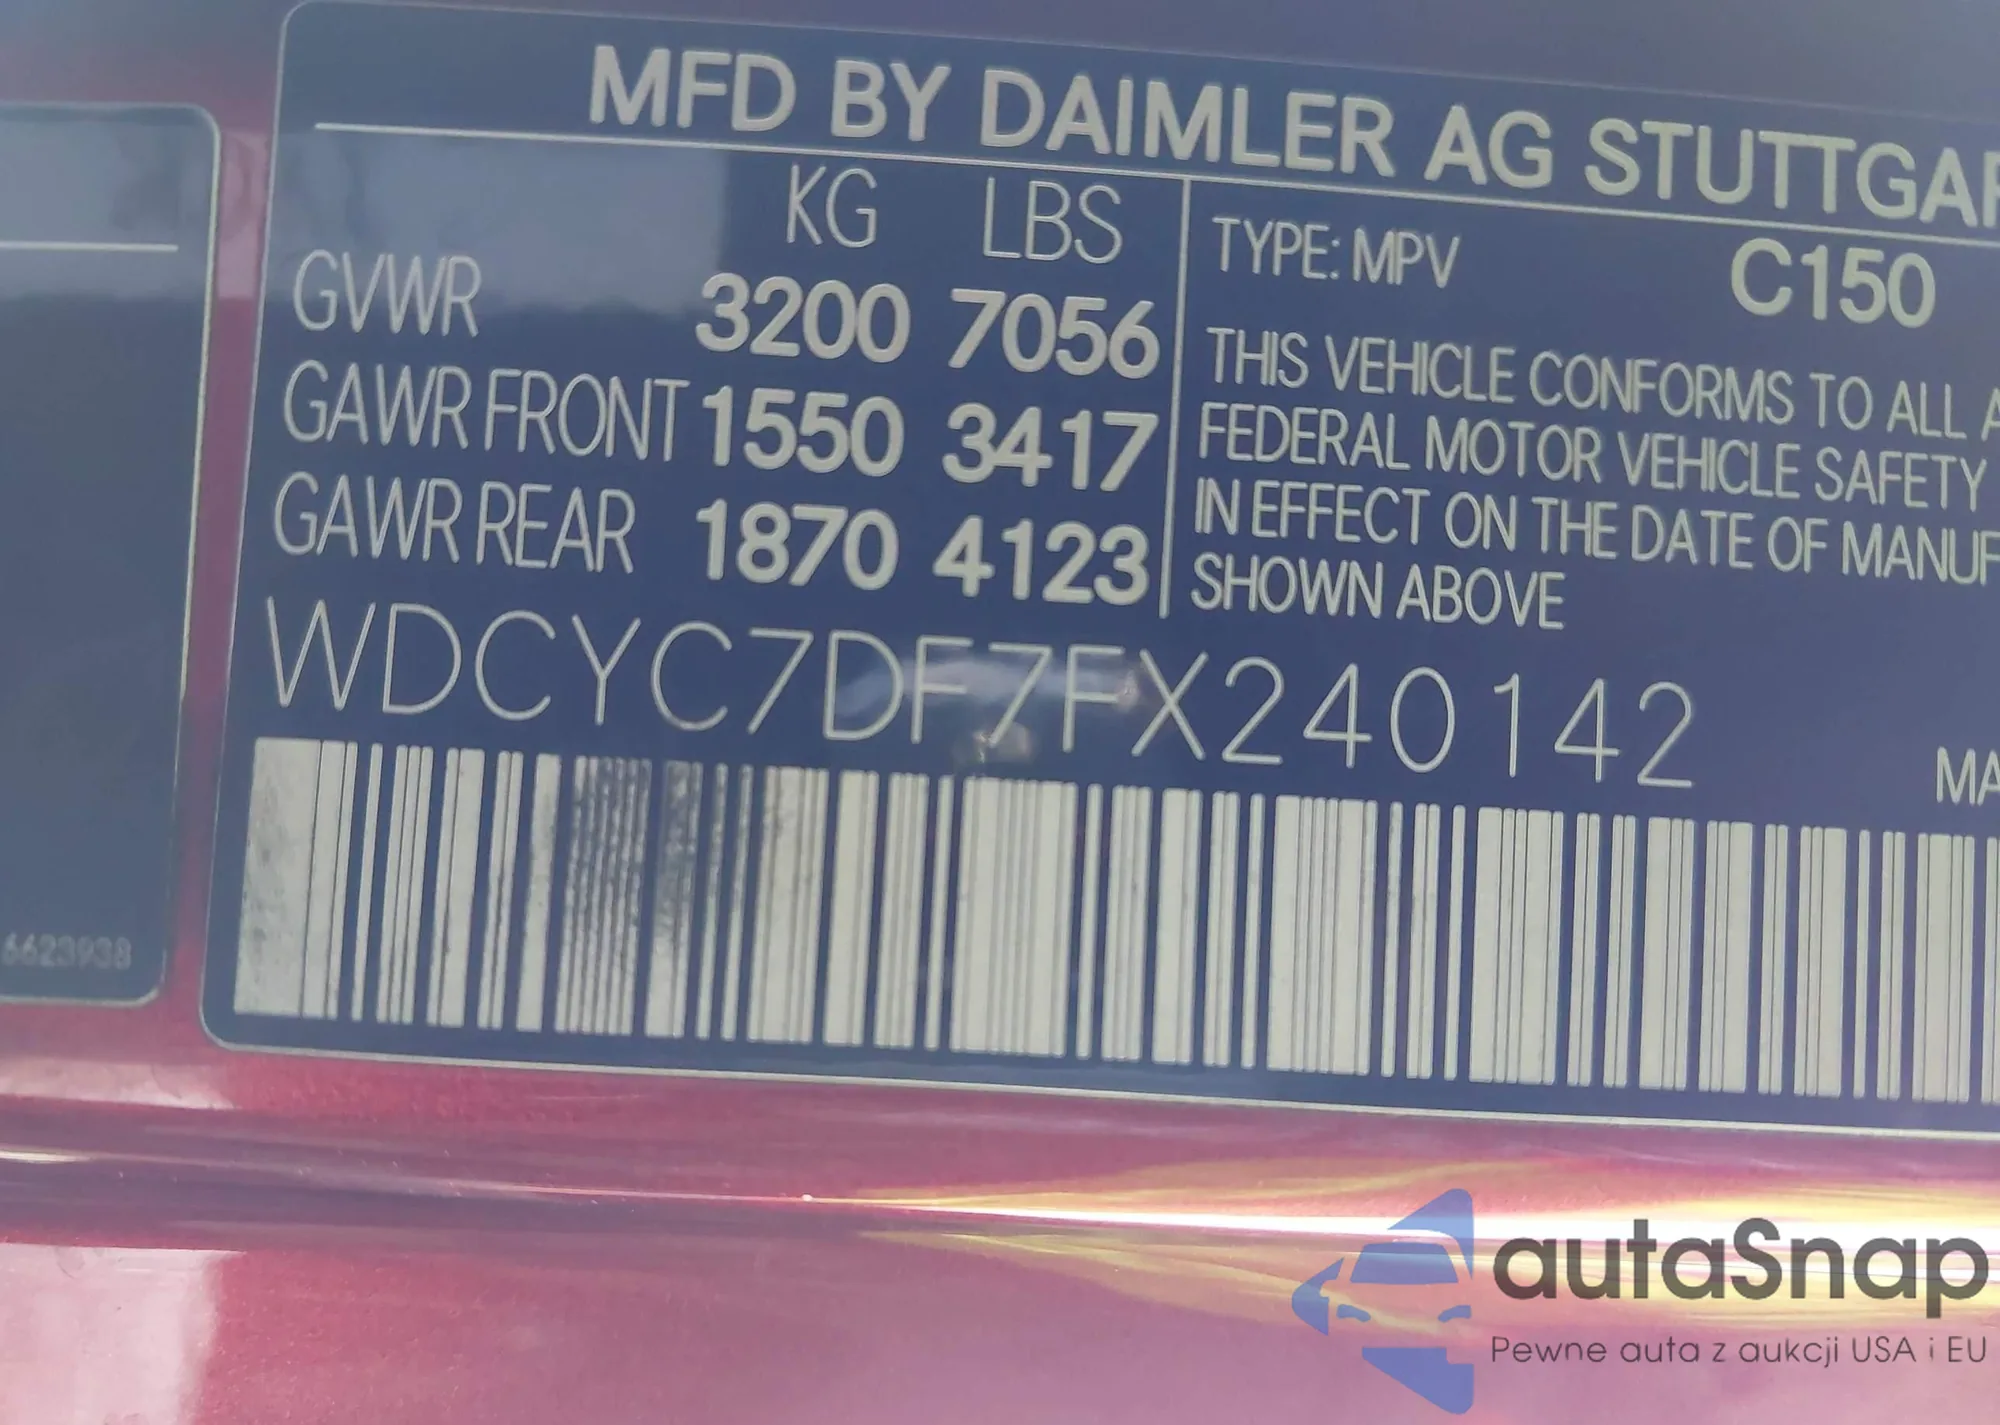 MFD BY DAIMLER AG STUTTGAR
KG LBS
GVWR 3200 7056
GAWR FRONT 1550 3417
GAWR REAR 1870 4123
TYPE: MPV C150
THIS VEHICLE CONFORMS TO ALL A
FEDERAL MOTOR VEHICLE SAFETY
IN EFFECT ON THE DATE OF MANUF
SHOWN ABOVE
WDCYC7DF7FX240142
MA
6623938
autaSnap
Pewne auta z aukcji USA i EU